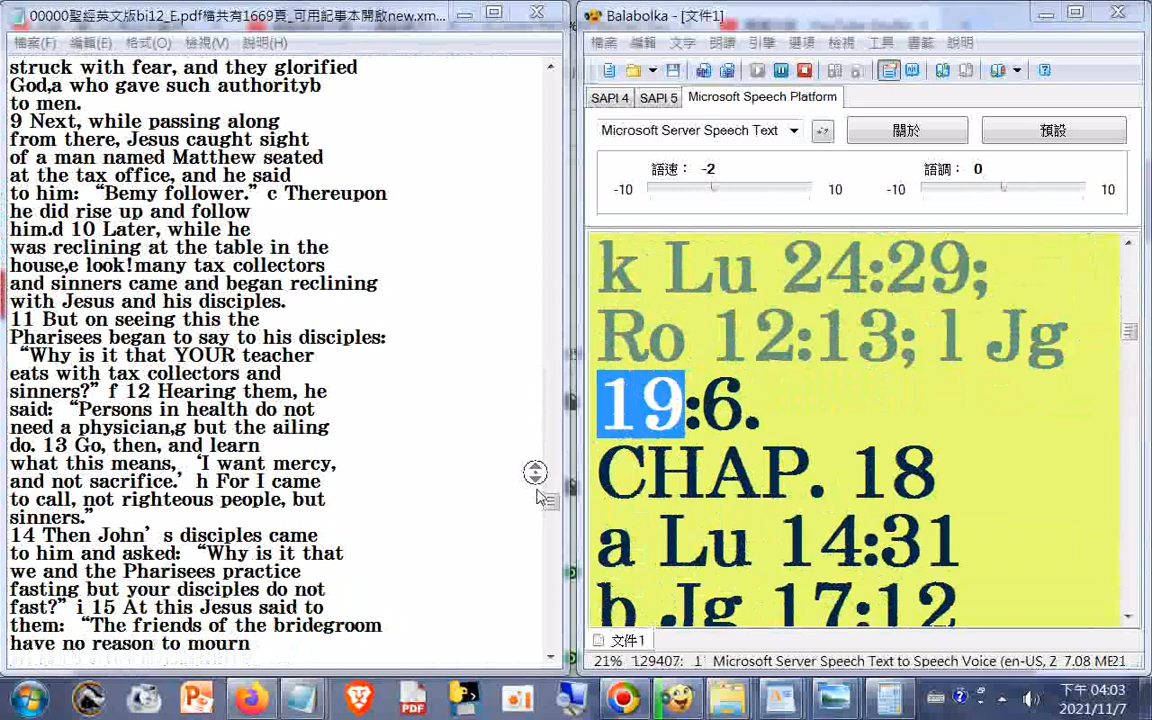 00000聖經英文版bi12_E.pdf檔共有1669頁_可用記事本開啟new.xm...
檔案(F) 編輯(E) 格式(O) 檢視(V) 說明(H)
struck with fear, and they glorified
God,a who gave such authorityb
to men.
9 Next, while passing along
from there, Jesus caught sight
of a man named Matthew seated
at the tax office, and he said
to him: “Bemy follower.” c Thereupon
he did rise up and follow
him.d 10 Later, while he
was reclining at the table in the
house,e look!many tax collectors
and sinners came and began reclining
with Jesus and his disciples.
11 But on seeing this the
Pharisees began to say to his disciples:
“Why is it that YOUR teacher
eats with tax collectors and
sinners?” f 12 Hearing them, he
said: “Persons in health do not
need a physician,g but the ailing
do. 13 Go, then, and learn
what this means, ‘I want mercy,
and not sacrifice.’ h For I came
to call, not righteous people, but
sinners.”
14 Then John’s disciples came
to him and asked: “Why is it that
we and the Pharisees practice
fasting but your disciples do not
fast?” i 15 At this Jesus said to
them: “The friends of the bridegroom
have no reason to mourn
Balabolka - [文件1]
檔案 編輯 文字 朗讀 引擎 選項 檢視 工具 書籤 說明
SAPI 4 SAPI 5 Microsoft Speech Platform
Microsoft Server Speech Text 關於 預設
語速： -2 語調： 0
-10 10 -10 10
k Lu 24:29;
Ro 12:13; l Jg
19:6.
CHAP. 18
a Lu 14:31
b Jg 17:12
文件1
21% 129407: 1 Microsoft Server Speech Text to Speech Voice (en-US, 2 7.08 ME21
PDF
下午 04:03
2021/11/7